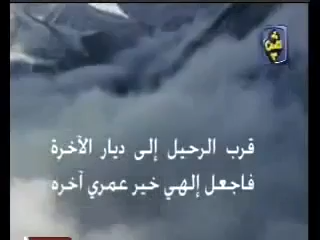 قرب الرحيل إلى ديار الآخرة
فاجعل إلهي خير عمري آخره